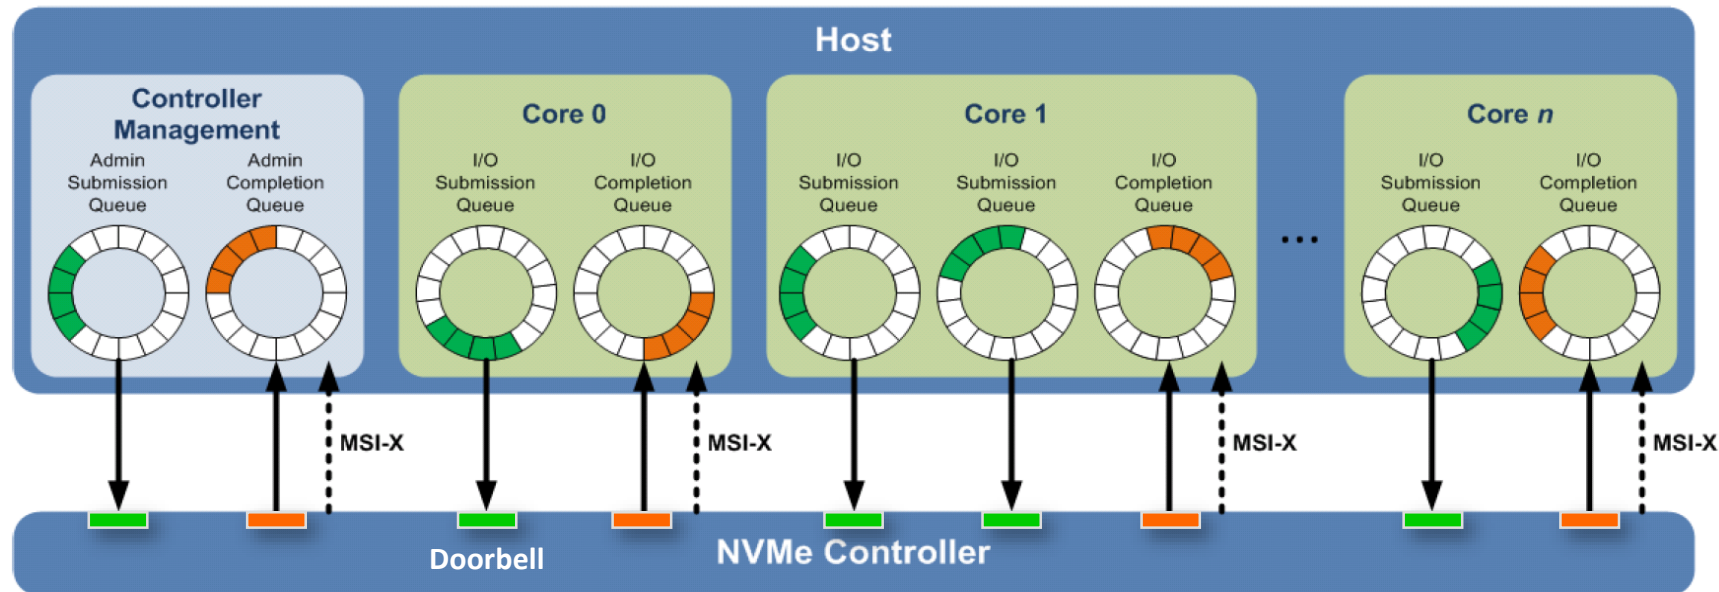 Host
Controller
Management
Admin
Submission
Queue
Admin
Completion
Queue
Core 0
I/O
Submission
Queue
I/O
Completion
Queue
Core 1
I/O
Submission
Queue
I/O
Submission
Queue
I/O
Completion
Queue
...
Core n
I/O
Submission
Queue
I/O
Completion
Queue
MSI-X
MSI-X
MSI-X
MSI-X
Doorbell
NVMe Controller